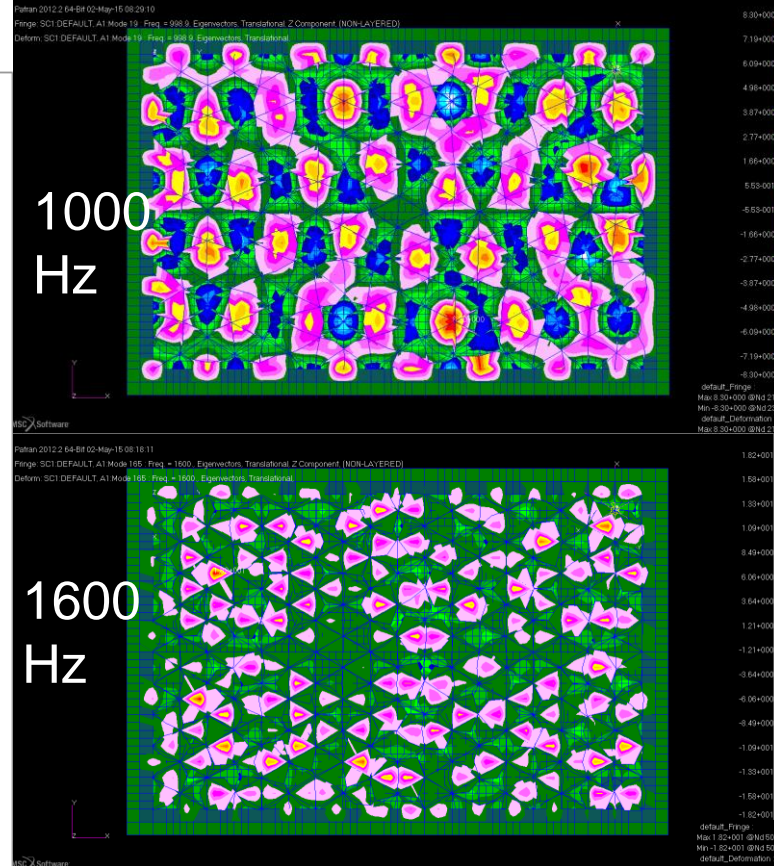 Patran 2012.2 64-Bit 02-May-15 08:29:10
Fringe: SC1:DEFAULT, A1:Mode 19 : Freq. = 998.9, Eigenvectors, Translational, Z Component, (NON-LAYERED)
Deform: SC1:DEFAULT, A1:Mode 19 : Freq. = 998.9, Eigenvectors, Translational,
X
8.30+000
7.19+000
6.09+000
4.98+000
3.87+000
2.77+000
1.66+000
5.53-001
-5.53-001
-1.66+000
-2.77+000
-3.87+000
-4.98+000
-6.09+000
-7.19+000
-8.30+000
1000
Hz
Y
Z
X
default_Fringe :
Max 8.30+000 @Nd 21
Min -8.30+000 @Nd 23
default_Deformation :
Max 8.30+000 @Nd 21
MSC Software
Patran 2012.2 64-Bit 02-May-15 08:18:11
Fringe: SC1:DEFAULT, A1:Mode 165 : Freq. = 1600., Eigenvectors, Translational, Z Component, (NON-LAYERED)
Deform: SC1:DEFAULT, A1:Mode 165 : Freq. = 1600., Eigenvectors, Translational,
X
1.82+001
1.58+001
1.33+001
1.09+001
8.49+000
6.06+000
3.64+000
1.21+000
-1.21+000
-3.64+000
-6.06+000
-8.49+000
-1.09+001
-1.33+001
-1.58+001
-1.82+001
1600
Hz
Y
Z
X
default_Fringe :
Max 1.82+001 @Nd 50
Min -1.82+001 @Nd 50
default_Deformation :
MSC Software